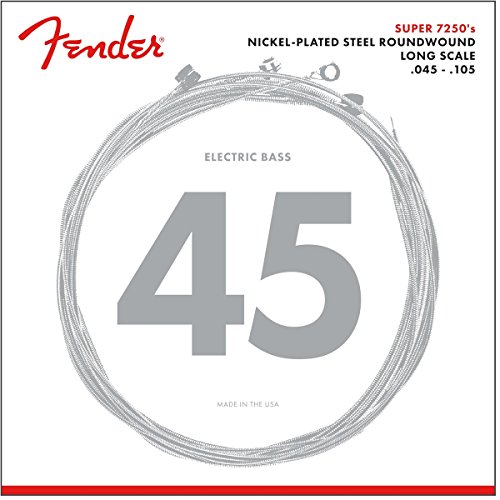 Fender
SUPER 7250's
NICKEL-PLATED STEEL ROUNDWOUND
LONG SCALE
.045 - .105
ELECTRIC BASS
45
MADE IN THE USA